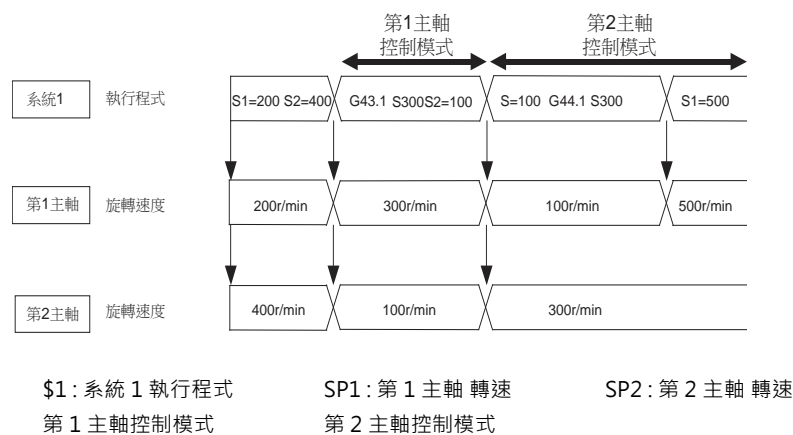 第1主軸
控制模式
第2主軸
控制模式
系統1 執行程式 S1=200 S2=400 G43.1 S300S2=100 S=100 G44.1 S300 S1=500
第1主軸 旋轉速度 200r/min 300r/min 100r/min 500r/min
第2主軸 旋轉速度 400r/min 100r/min 300r/min
$1 : 系統 1 執行程式 SP1 : 第 1 主軸 轉速 SP2 : 第 2 主軸 轉速
第 1 主軸控制模式 第 2 主軸控制模式